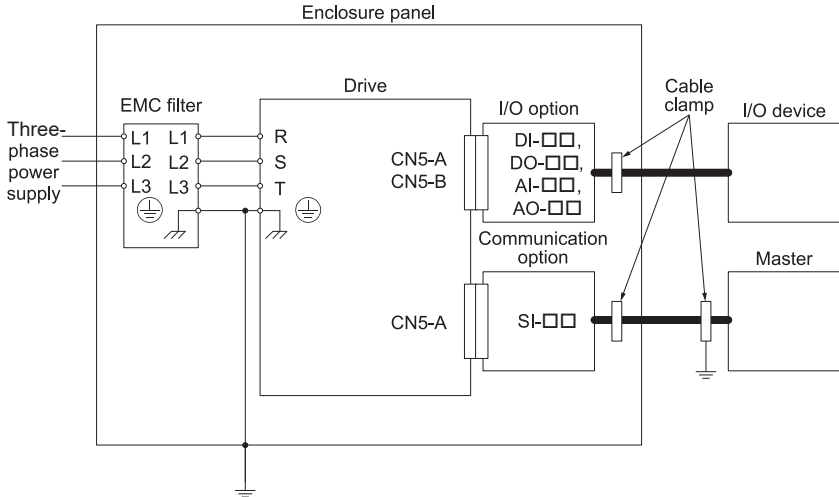 Enclosure panel
Drive
EMC filter
Three-
phase
power
supply
L1 L1
L2 L2
L3 L3
R
S
T
CN5-A
CN5-B
I/O option
DI-□□,
DO-□□,
AI-□□,
AO-□□
Cable
clamp
I/O device
Communication
option
CN5-A
SI-□□
Master